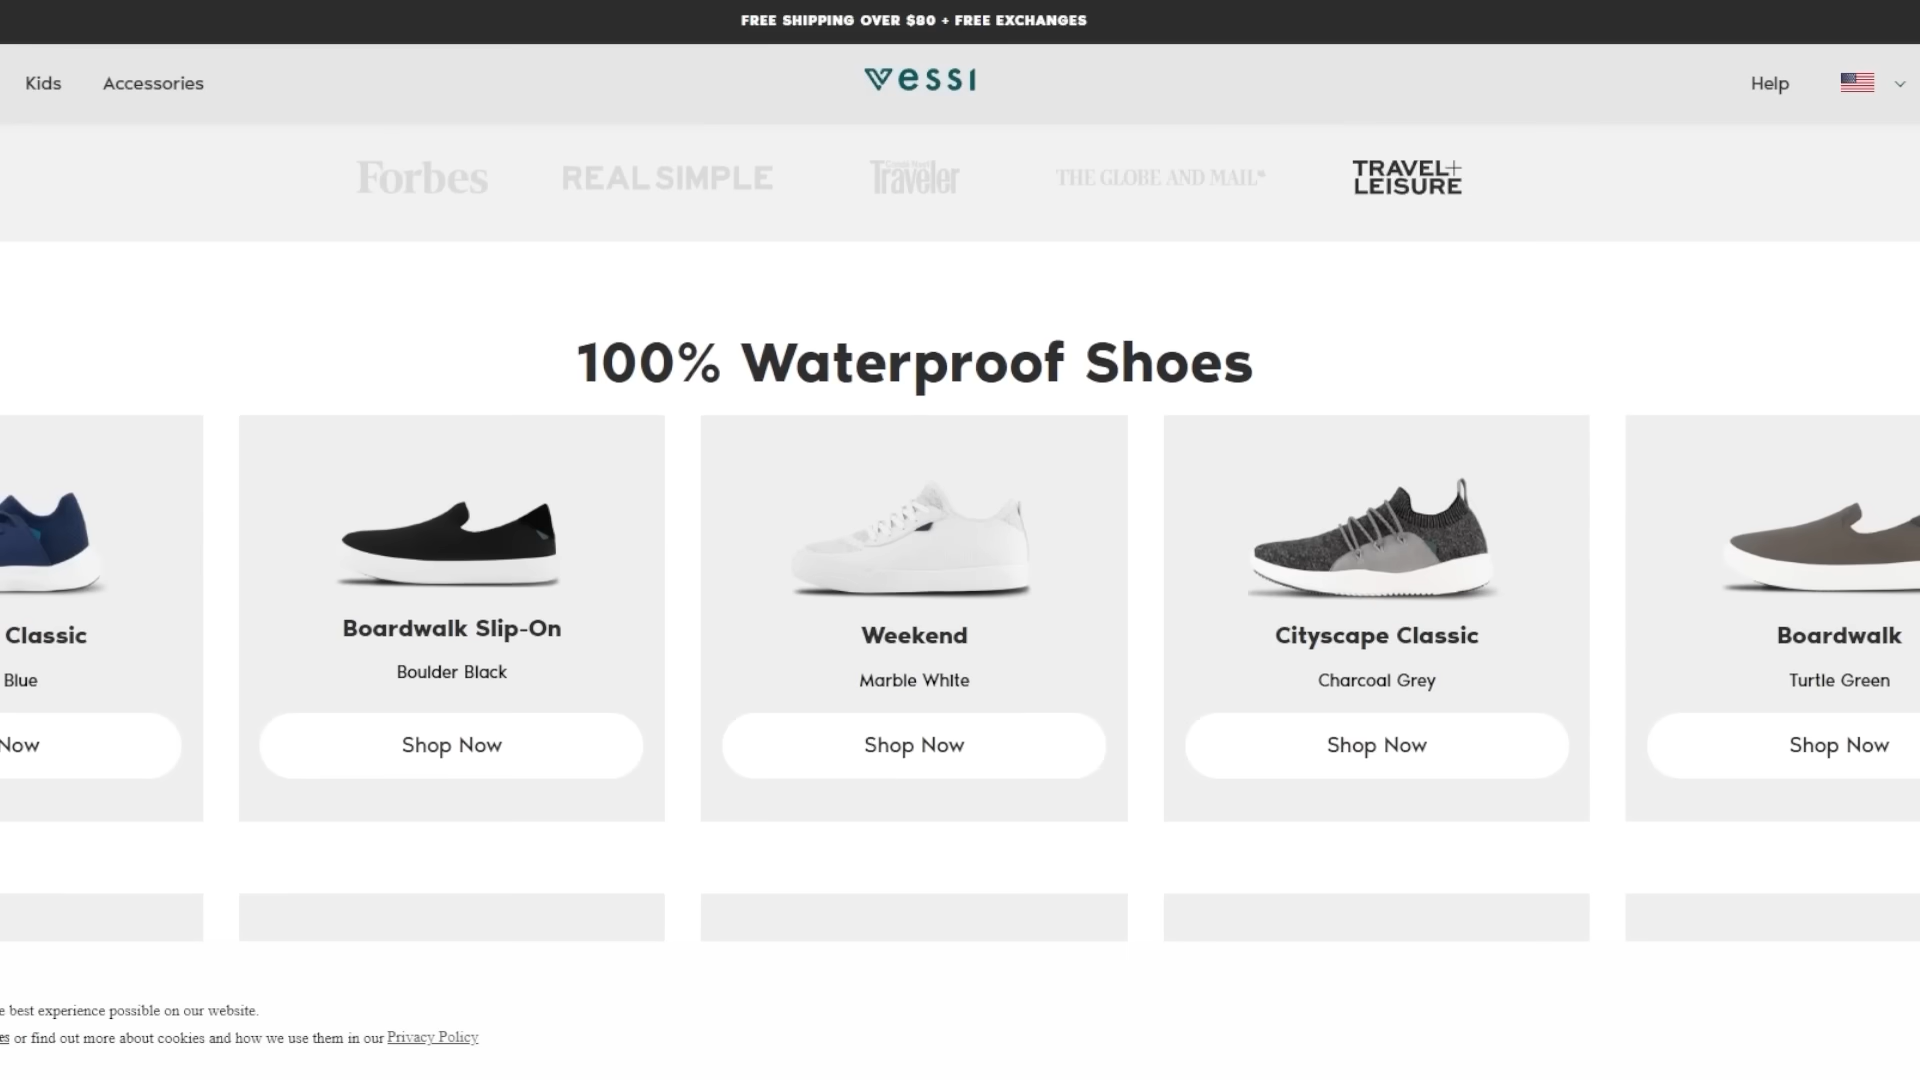 FREE SHIPPING OVER $80 + FREE EXCHANGES
Kids
Accessories
vessi
Help
Forbes
REAL SIMPLE
Condé Nast
Traveler
THE GLOBE AND MAIL*
TRAVEL+
LEISURE
100% Waterproof Shoes
Classic
Blue
Now
Boardwalk Slip-On
Boulder Black
Shop Now
Weekend
Marble White
Shop Now
Cityscape Classic
Charcoal Grey
Shop Now
Boardwalk
Turtle Green
Shop Now
e best experience possible on our website.
es or find out more about cookies and how we use them in our Privacy Policy